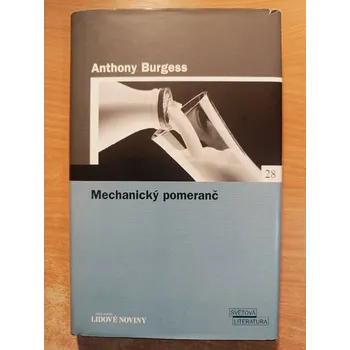 Anthony Burgess
28
Mechanický pomeranč
LIDOVÉ NOVINY
SVĚTOVÁ
LITERATURA